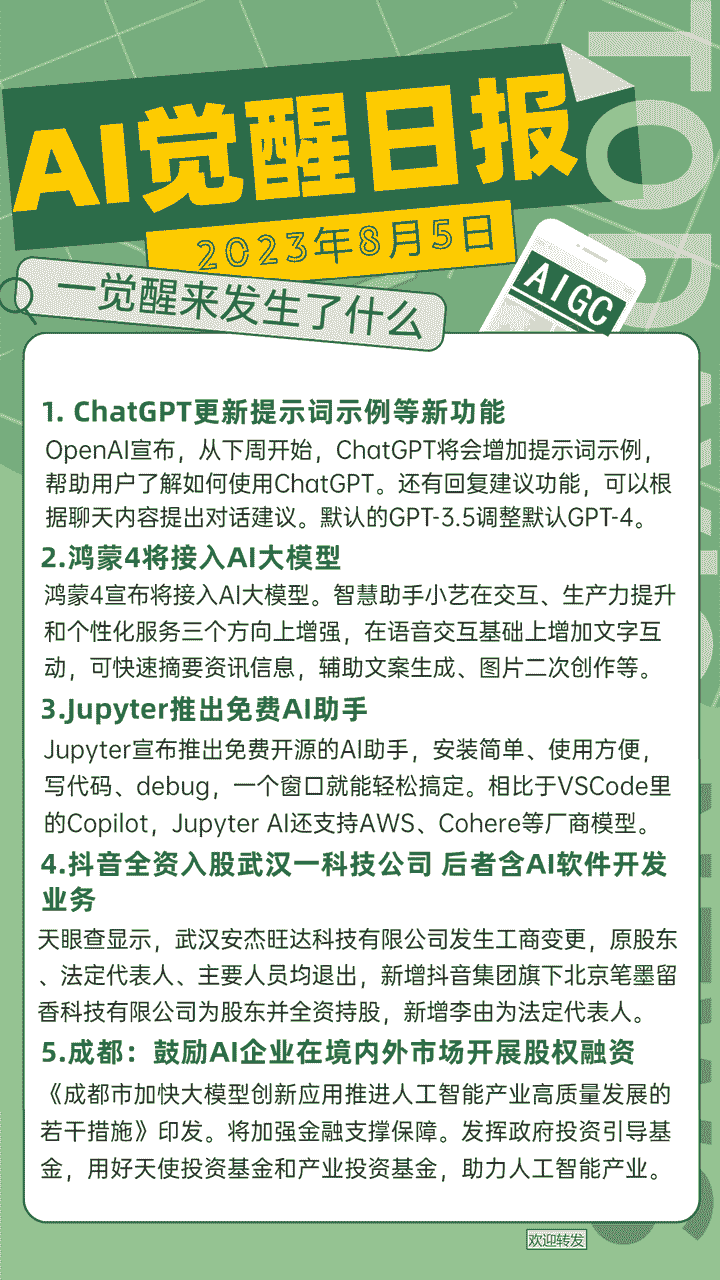 AI觉醒日报
2023年8月5日
一觉醒来发生了什么
AIGC
1. ChatGPT更新提示词示例等新功能
OpenAI宣布，从下周开始，ChatGPT将会增加提示词示例，
帮助用户了解如何使用ChatGPT。还有回复建议功能，可以根
据聊天内容提出对话建议。默认的GPT-3.5调整默认GPT-4。
2.鸿蒙4将接入AI大模型
鸿蒙4宣布将接入AI大模型。智慧助手小艺在交互、生产力提升
和个性化服务三个方向上增强，在语音交互基础上增加文字互
动，可快速摘要资讯信息，辅助文案生成、图片二次创作等。
3.Jupyter推出免费AI助手
Jupyter宣布推出免费开源的AI助手，安装简单、使用方便，
写代码、debug，一个窗口就能轻松搞定。相比于VSCode里
的Copilot，Jupyter AI还支持AWS、Cohere等厂商模型。
4.抖音全资入股武汉一科技公司 后者含AI软件开发
业务
天眼查显示，武汉安杰旺达科技有限公司发生工商变更，原股东
、法定代表人、主要人员均退出，新增抖音集团旗下北京笔墨留
香科技有限公司为股东并全资持股，新增李由为法定代表人。
5.成都：鼓励AI企业在境内外市场开展股权融资
《成都市加快大模型创新应用推进人工智能产业高质量发展的
若干措施》印发。将加强金融支撑保障。发挥政府投资引导基
金，用好天使投资基金和产业投资基金，助力人工智能产业。
欢迎转发